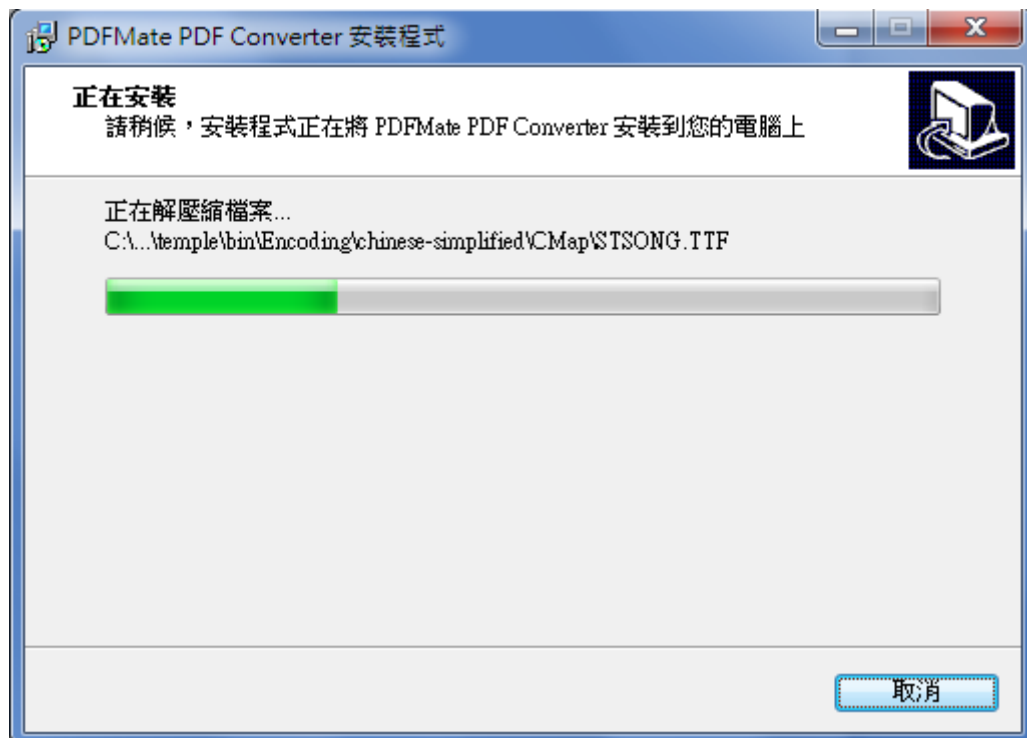 PDFMate PDF Converter 安裝程式
正在安裝
請稍候，安裝程式正在將 PDFMate PDF Converter 安裝到您的電腦上
正在解壓縮檔案...
C:\...\temple\bin\Encoding\chinese-simplified\CMap\STSONG.TTF
取消